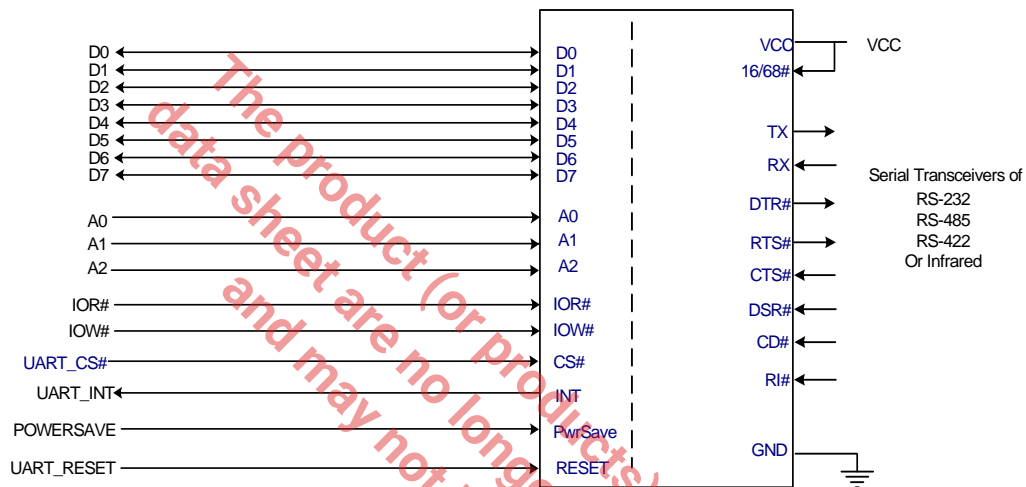 D0
D1
D2
D3
D4
D5
D6
D7
A0
A1
A2
IOR#
IOW#
UART_CS#
UART_INT
POWERSAVE
UART_RESET
D0
D1
D2
D3
D4
D5
D6
D7
A0
A1
A2
IOR#
IOW#
CS#
INT
PwrSave
RESET
VCC
16/68#
TX
RX
DTR#
RTS#
CTS#
DSR#
CD#
RI#
GND
VCC
Serial Transceivers of
RS-232
RS-485
RS-422
Or Infrared
The product (or products)
data sheet are no longer
and may not